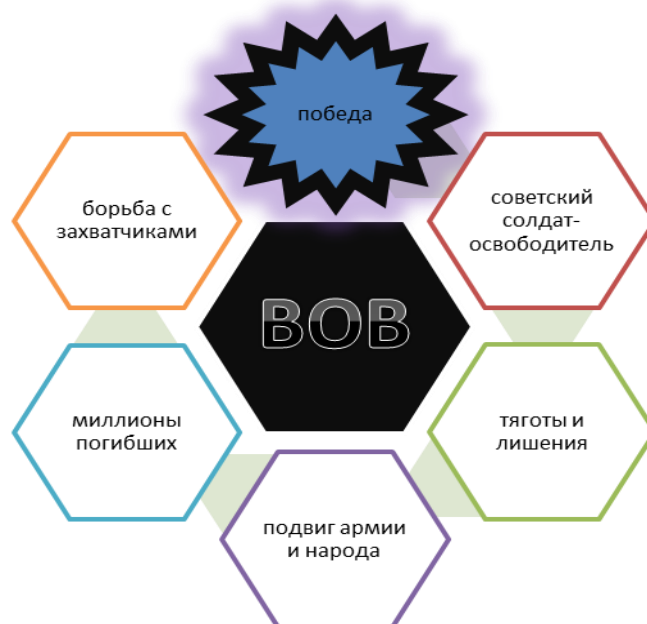 победа
борьба с
захватчиками
советский
солдат-
освободитель
ВОВ
миллионы
погибших
тяготы и
лишения
подвиг армии
и народа